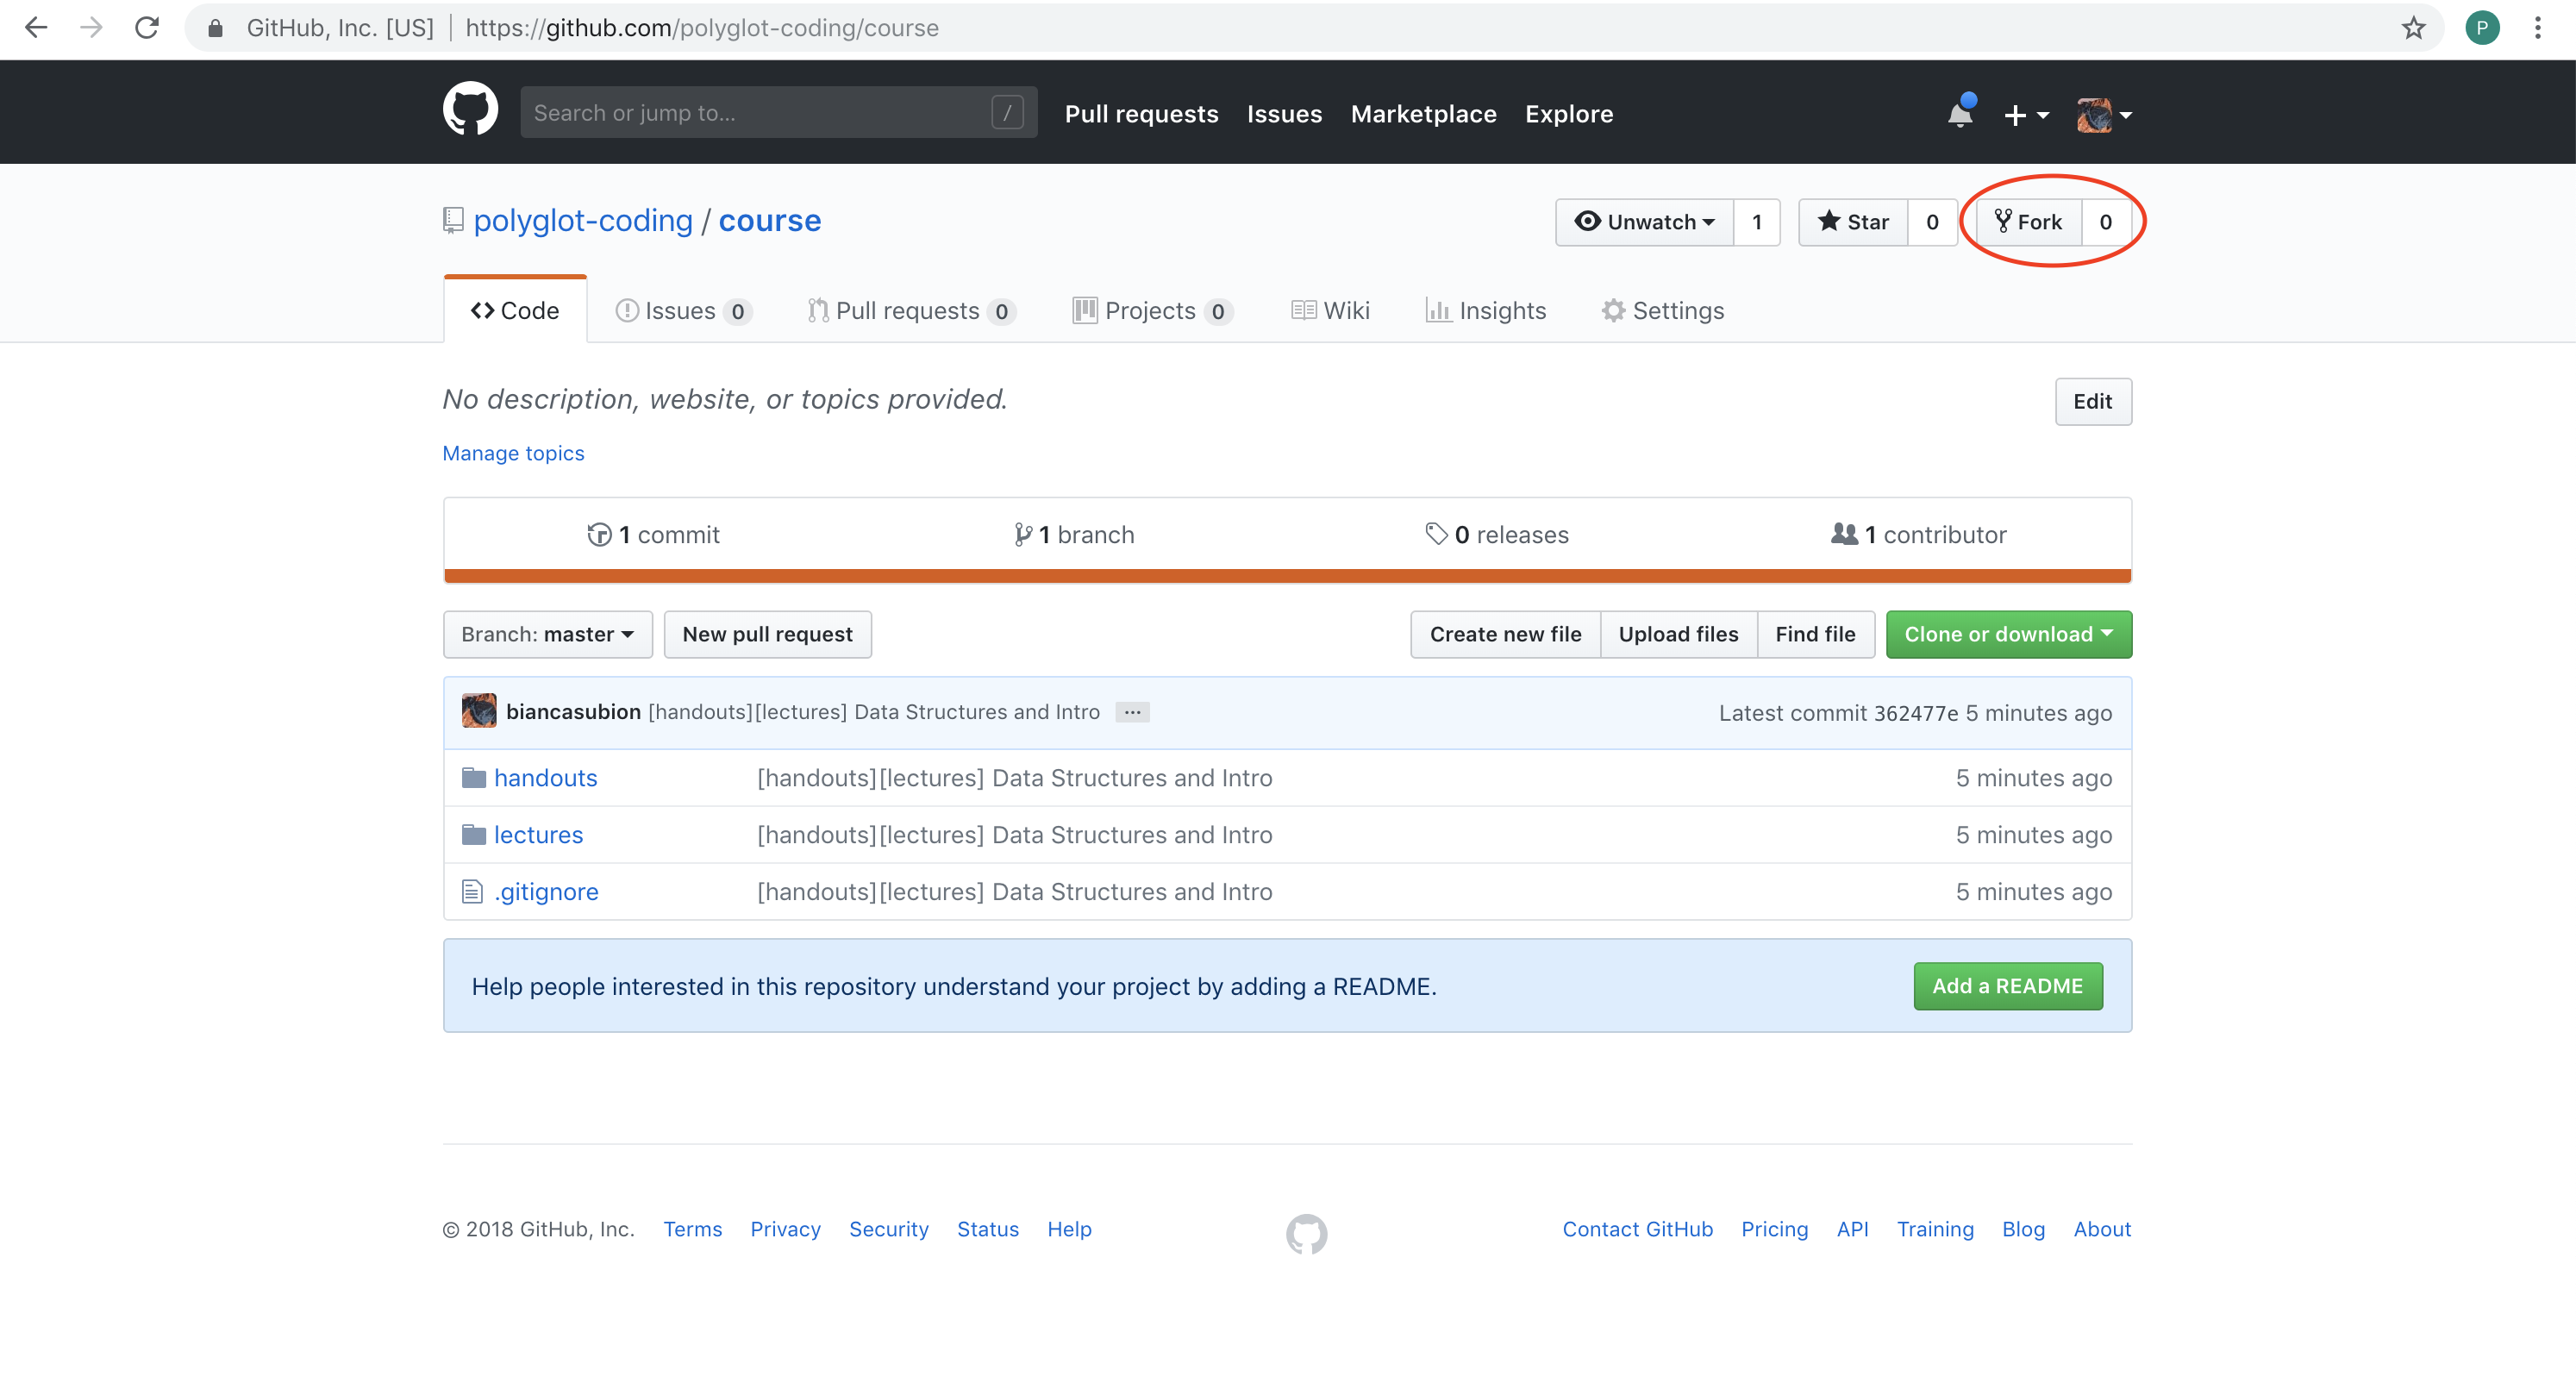 GitHub, Inc. [US] | https://github.com/polyglot-coding/course P
Search or jump to... / Pull requests Issues Marketplace Explore
polyglot-coding / course Unwatch 1 Star 0 Fork 0
Code Issues 0 Pull requests 0 Projects 0 Wiki Insights Settings
No description, website, or topics provided. Edit
Manage topics
1 commit 1 branch 0 releases 1 contributor
Branch: master New pull request Create new file Upload files Find file Clone or download
biancasubion [handouts][lectures] Data Structures and Intro ... Latest commit 362477e 5 minutes ago
handouts [handouts][lectures] Data Structures and Intro 5 minutes ago
lectures [handouts][lectures] Data Structures and Intro 5 minutes ago
.gitignore [handouts][lectures] Data Structures and Intro 5 minutes ago
Help people interested in this repository understand your project by adding a README. Add a README
© 2018 GitHub, Inc. Terms Privacy Security Status Help Contact GitHub Pricing API Training Blog About